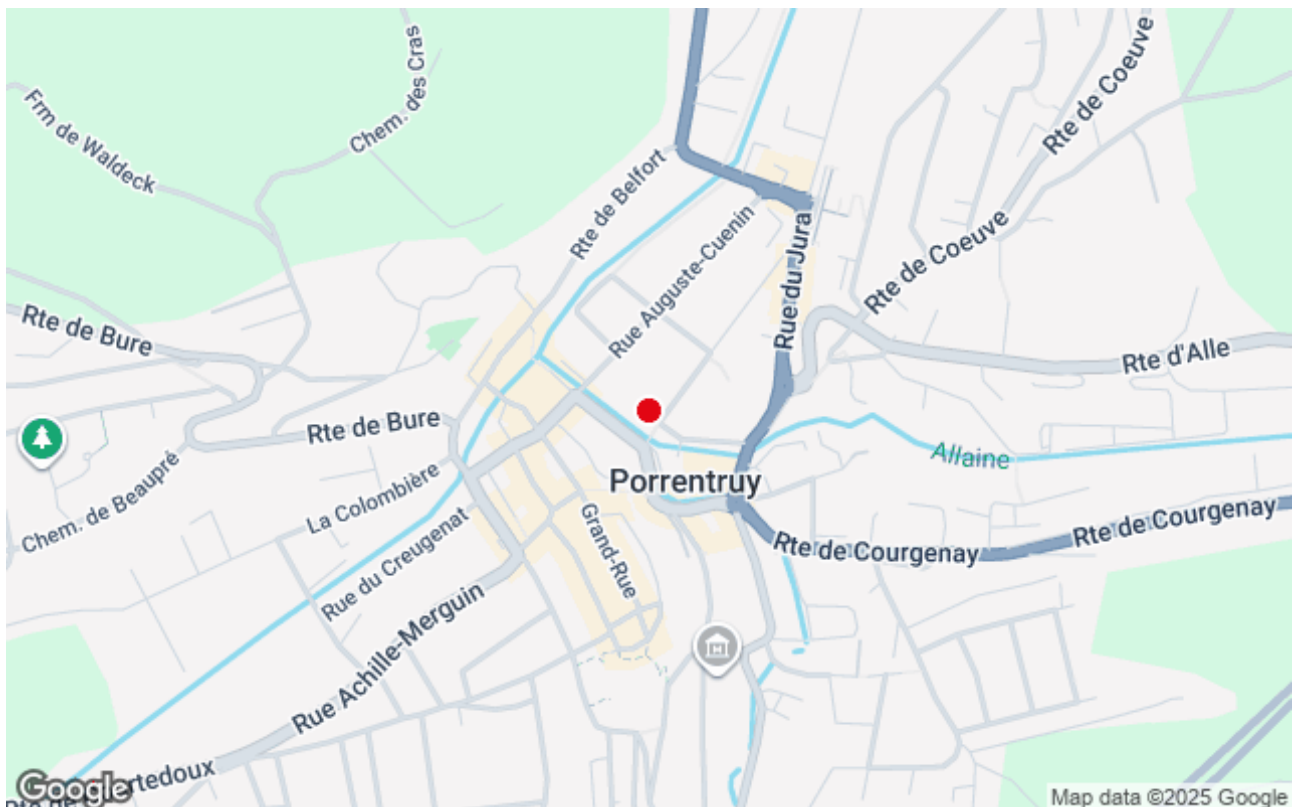 Frm de Waldeck
Chem. des Cras
Rte de Coeuve
Rte de Belfort
Rue Auguste-Cuenin
Rue du Jura
Rte de Coeuve
Rte de Bure
Rte d'Alle
Rte de Bure
Allaine
Chem. de Beaupré
La Colombière
Porrentruy
Rue du Creugenat
Grand-Rue
Rte de Courgenay
Rte de Courgenay
Rue Achille-Merguin
Google
Map data ©2025 Google